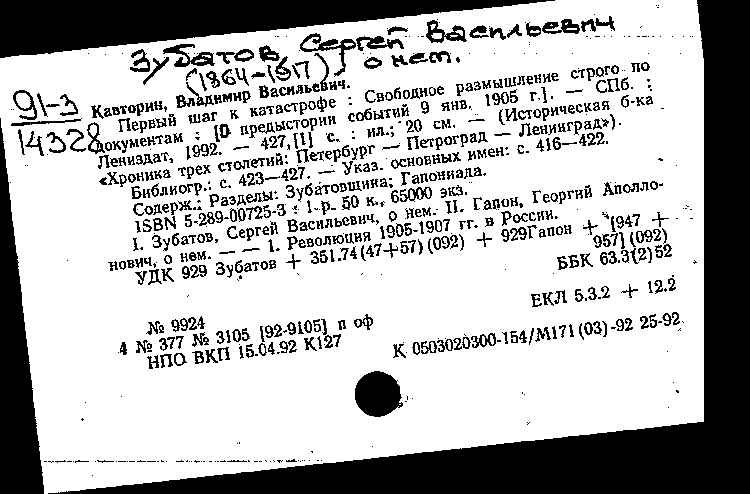 Зубатов, Сергей Васильевич
(1864-1917), о нем.
91-3
14328
Кавторин, Владимир Васильевич.
Первый шаг к катастрофе : Свободное размышление строго по
документам : [О предыстории событий 9 янв. 1905 г.]. — СПб. :
Лениздат, 1992. — 427,[1] с. : ил.; 20 см. — (Историческая б-ка
«Хроника трех столетий: Петербург — Петроград — Ленинград»).
Библиогр.: с. 423—427. — Указ. основных имен: с. 416—422.
Содерж.: Разделы: Зубатовщина; Гапониада.
ISBN 5-289-00725-3 : 1 р. 50 к., 65000 экз.
I. Зубатов, Сергей Васильевич, о нем. II. Гапон, Георгий Аполло-
нович, о нем. — — 1. Революция 1905-1907 гг. в России.
УДК 929 Зубатов + 351.74(47+57)(092) + 929Гапон + [947 +
957](092)
ББК 63.3(2)52
ЕКЛ 5.3.2 + 12.2
№ 9924
4 № 377 № 3105 [92-9105] п оф
НПО ВКП 15.04.92 К127
К 0503020300-154/М171(03)-92 25-92